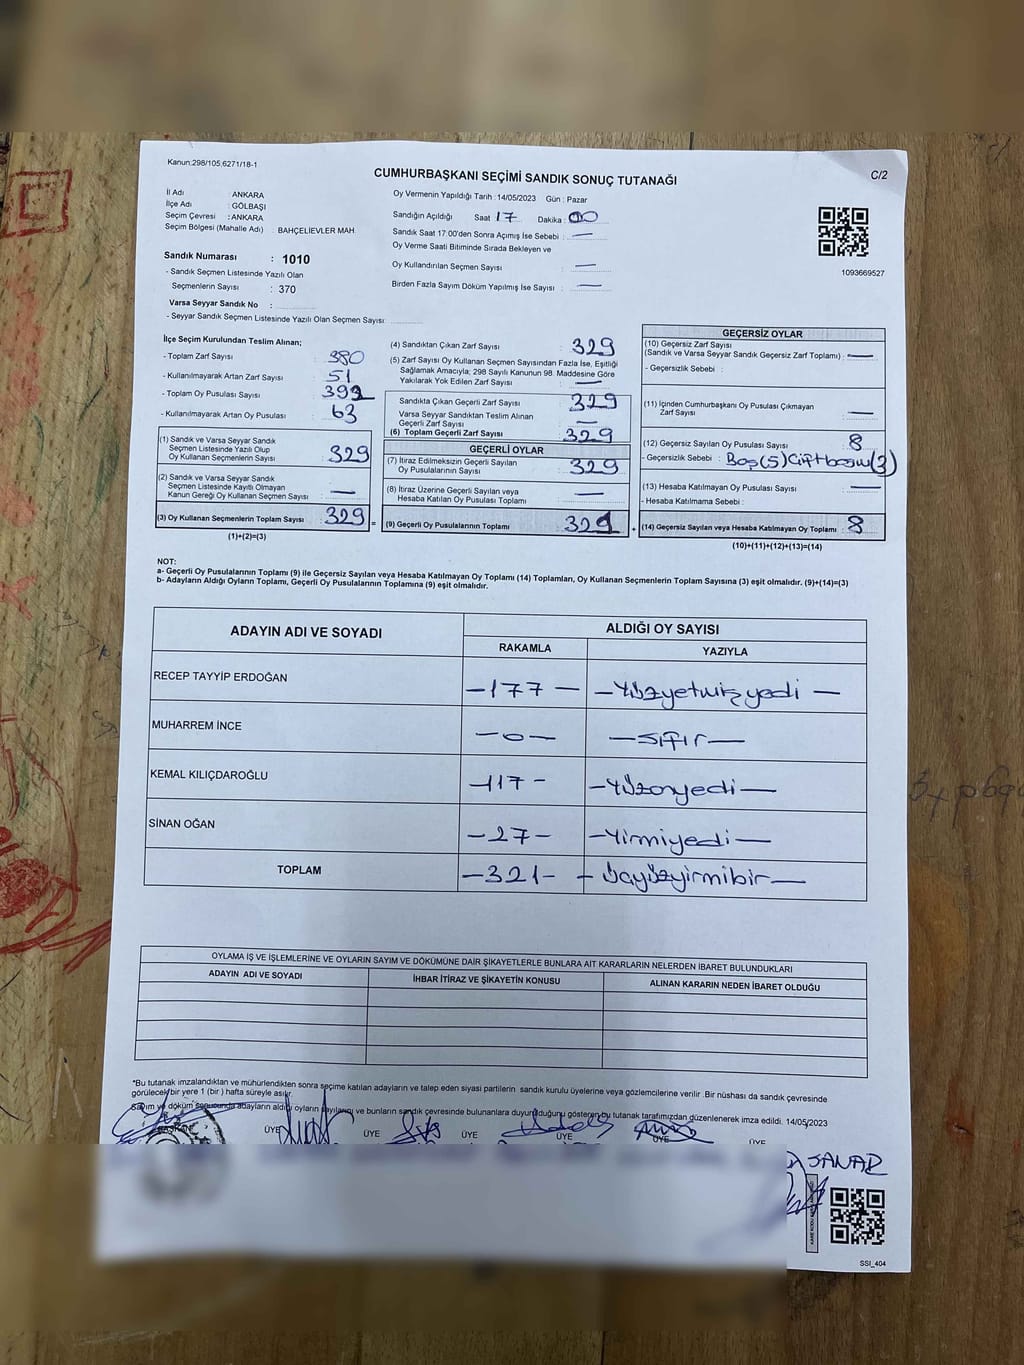 Kanun:298/105,6271/18-1
CUMHURBAŞKANI SEÇİMİ SANDIK SONUÇ TUTANAĞI
C/2
İl Adı : ANKARA
İlçe Adı : GÖLBAŞI
Seçim Çevresi : ANKARA
Seçim Bölgesi (Mahalle Adı) : BAHÇELİEVLER MAH.
Sandık Numarası : 1010
- Sandık Seçmen Listesinde Yazılı Olan
Seçmenlerin Sayısı : 370
Varsa Seyyar Sandık No :
- Seyyar Sandık Seçmen Listesinde Yazılı Olan Seçmen Sayısı:
Oy Vermenin Yapıldığı Tarih : 14/05/2023 Gün : Pazar
Sandığın Açıldığı Saat 17 Dakika : 00
Sandık Saat 17:00'den Sonra Açımış İse Sebebi : —
Oy Verme Saati Bitiminde Sırada Bekleyen ve
Oy Kullandırılan Seçmen Sayısı : —
Birden Fazla Sayım Döküm Yapılmış İse Sayısı : —
1093669527
İlçe Seçim Kurulundan Teslim Alınan;
- Toplam Zarf Sayısı : 380
- Kullanılmayarak Artan Zarf Sayısı : 51
- Toplam Oy Pusulası Sayısı : 392
- Kullanılmayarak Artan Oy Pusulası : 63
(1) Sandık ve Varsa Seyyar Sandık
Seçmen Listesinde Yazılı Olup
Oy Kullanan Seçmenlerin Sayısı : 329
(2) Sandık ve Varsa Seyyar Sandık
Seçmen Listesinde Kayıtlı Olmayan
Kanun Gereği Oy Kullanan Seçmen Sayısı : —
(3) Oy Kullanan Seçmenlerin Toplam Sayısı : 329 =
(1)+(2)=(3)
(4) Sandıktan Çıkan Zarf Sayısı : 329
(5) Zarf Sayısı Oy Kullanan Seçmen Sayısından Fazla İse, Eşitliği
Sağlamak Amacıyla; 298 Sayılı Kanunun 98. Maddesine Göre
Yakılarak Yok Edilen Zarf Sayısı : —
Sandıkta Çıkan Geçerli Zarf Sayısı : 329
Varsa Seyyar Sandıktan Teslim Alınan
Geçerli Zarf Sayısı : —
(6) Toplam Geçerli Zarf Sayısı : 329
GEÇERLİ OYLAR
(7) İtiraz Edilmeksizin Geçerli Sayılan
Oy Pusulalarının Sayısı : 329
(8) İtiraz Üzerine Geçerli Sayılan veya
Hesaba Katılan Oy Pusulası Toplamı : —
(9) Geçerli Oy Pusulalarının Toplamı : 321 +
GEÇERSİZ OYLAR
(10) Geçersiz Zarf Sayısı
(Sandık ve Varsa Seyyar Sandık Geçersiz Zarf Toplamı) : —
- Geçersizlik Sebebi :
(11) İçinden Cumhurbaşkanı Oy Pusulası Çıkmayan
Zarf Sayısı : —
(12) Geçersiz Sayılan Oy Pusulası Sayısı : 8
- Geçersizlik Sebebi : Boş(5) Çift basım(3)
(13) Hesaba Katılmayan Oy Pusulası Sayısı : —
- Hesaba Katılmama Sebebi :
(14) Geçersiz Sayılan veya Hesaba Katılmayan Oy Toplamı : 8
(10)+(11)+(12)+(13)=(14)
NOT:
a- Geçerli Oy Pusulalarının Toplamı (9) ile Geçersiz Sayılan veya Hesaba Katılmayan Oy Toplamı (14) Toplamları, Oy Kullanan Seçmenlerin Toplam Sayısına (3) eşit olmalıdır. (9)+(14)=(3)
b- Adayların Aldığı Oyların Toplamı, Geçerli Oy Pusulalarının Toplamına (9) eşit olmalıdır.
ADAYIN ADI VE SOYADI ALDIĞI OY SAYISI
RAKAMLA YAZIYLA
RECEP TAYYİP ERDOĞAN —177— —Yüzyetmişyedi—
MUHARREM İNCE —0— —sıfır—
KEMAL KILIÇDAROĞLU —117— —Yüzonyedi—
SİNAN OĞAN —27— —Yirmiyedi—
TOPLAM —321— —Üçyüzyirmibir—
OYLAMA İŞ VE İŞLEMLERİNE VE OYLARIN SAYIM VE DÖKÜMÜNE DAİR ŞİKAYETLERLE BUNLARA AİT KARARLARIN NELERDEN İBARET BULUNDUKLARI
ADAYIN ADI VE SOYADI İHBAR İTİRAZ VE ŞİKAYETİN KONUSU ALINAN KARARIN NEDEN İBARET OLDUĞU
*Bu tutanak imzalandıktan ve mühürlendikten sonra seçime katılan adayların ve talep eden siyasi partilerin sandık kurulu üyelerine veya gözlemcilerine verilir .Bir nüshası da sandık çevresinde
görülecek bir yere 1 (bir ) hafta süreyle asılır.
Sayım ve döküm sonucunda adayların aldığı oyların sayılarını ve bunların sandık çevresinde bulunanlara duyurulduğunu gösteren bu tutanak tarafımızdan düzenlenerek imza edildi. 14/05/2023
BAŞKAN ÜYE ÜYE ÜYE ÜYE ÜYE ÜYE
SANAR
SSI_404